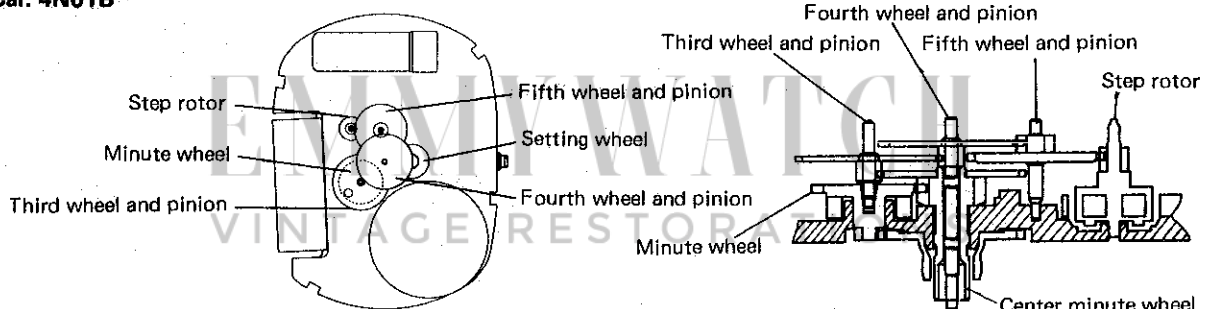 Cal. 4N01B
Step rotor
Minute wheel
Third wheel and pinion
Fifth wheel and pinion
Setting wheel
Fourth wheel and pinion
Fourth wheel and pinion
Third wheel and pinion
Fifth wheel and pinion
Step rotor
Minute wheel
Center minute wheel
EMMYWATCH
VINTAGE RESTORATIONS